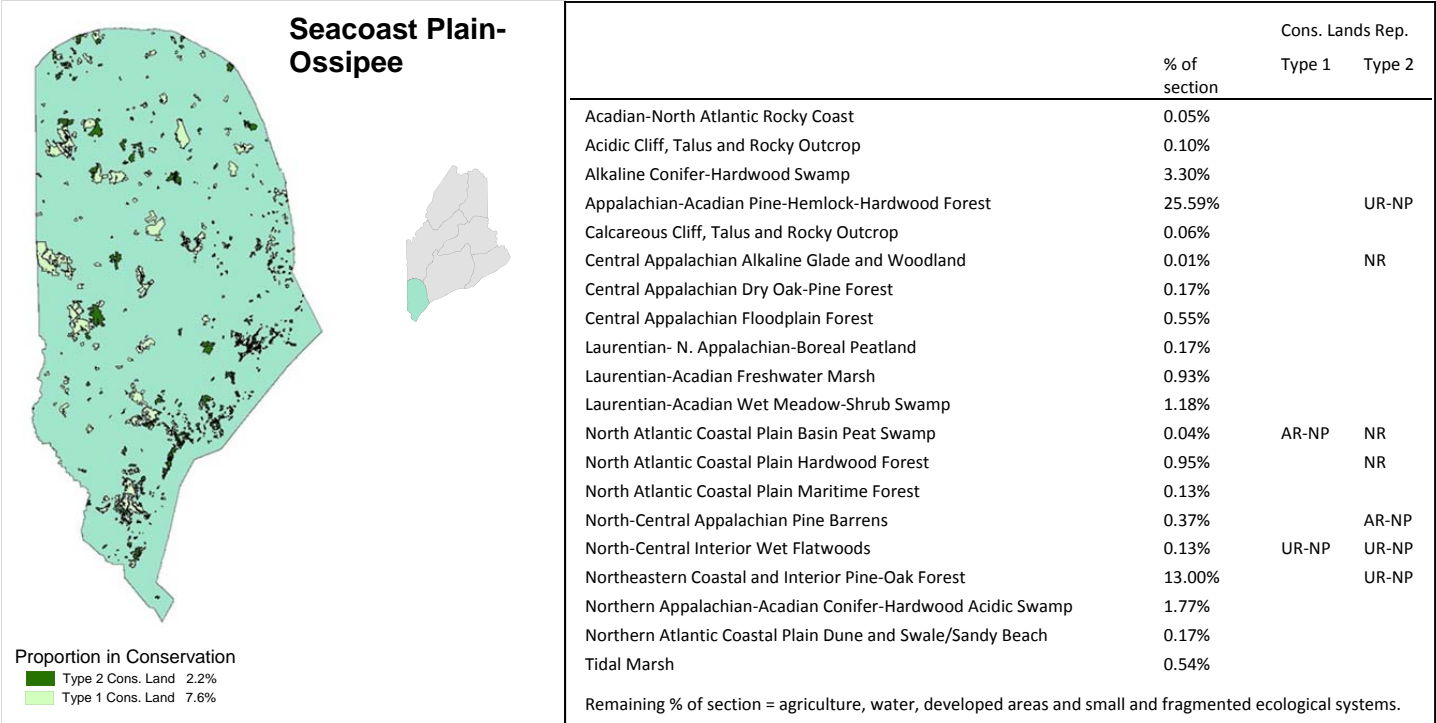 Seacoast Plain-
Ossipee
Proportion in Conservation
Type 2 Cons. Land 2.2%
Type 1 Cons. Land 7.6%
Cons. Lands Rep.
% of Type 1 Type 2
section
Acadian-North Atlantic Rocky Coast 0.05%
Acidic Cliff, Talus and Rocky Outcrop 0.10%
Alkaline Conifer-Hardwood Swamp 3.30%
Appalachian-Acadian Pine-Hemlock-Hardwood Forest 25.59% UR-NP
Calcareous Cliff, Talus and Rocky Outcrop 0.06%
Central Appalachian Alkaline Glade and Woodland 0.01% NR
Central Appalachian Dry Oak-Pine Forest 0.17%
Central Appalachian Floodplain Forest 0.55%
Laurentian- N. Appalachian-Boreal Peatland 0.17%
Laurentian-Acadian Freshwater Marsh 0.93%
Laurentian-Acadian Wet Meadow-Shrub Swamp 1.18%
North Atlantic Coastal Plain Basin Peat Swamp 0.04% AR-NP NR
North Atlantic Coastal Plain Hardwood Forest 0.95% NR
North Atlantic Coastal Plain Maritime Forest 0.13%
North-Central Appalachian Pine Barrens 0.37% AR-NP
North-Central Interior Wet Flatwoods 0.13% UR-NP UR-NP
Northeastern Coastal and Interior Pine-Oak Forest 13.00% UR-NP
Northern Appalachian-Acadian Conifer-Hardwood Acidic Swamp 1.77%
Northern Atlantic Coastal Plain Dune and Swale/Sandy Beach 0.17%
Tidal Marsh 0.54%
Remaining % of section = agriculture, water, developed areas and small and fragmented ecological systems.